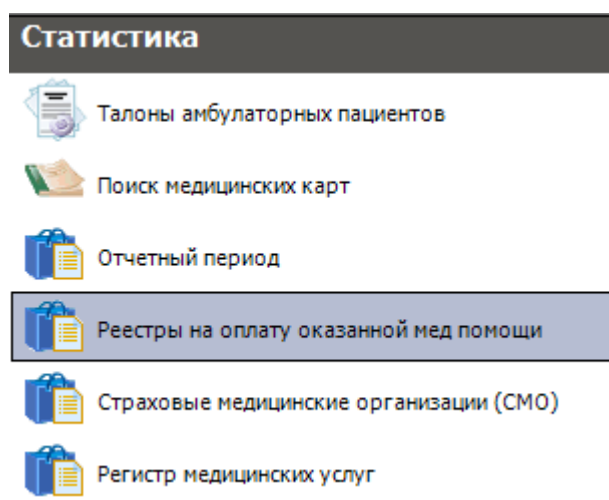 Статистика
Талоны амбулаторных пациентов
Поиск медицинских карт
Отчетный период
Реестры на оплату оказанной мед помощи
Страховые медицинские организации (СМО)
Регистр медицинских услуг